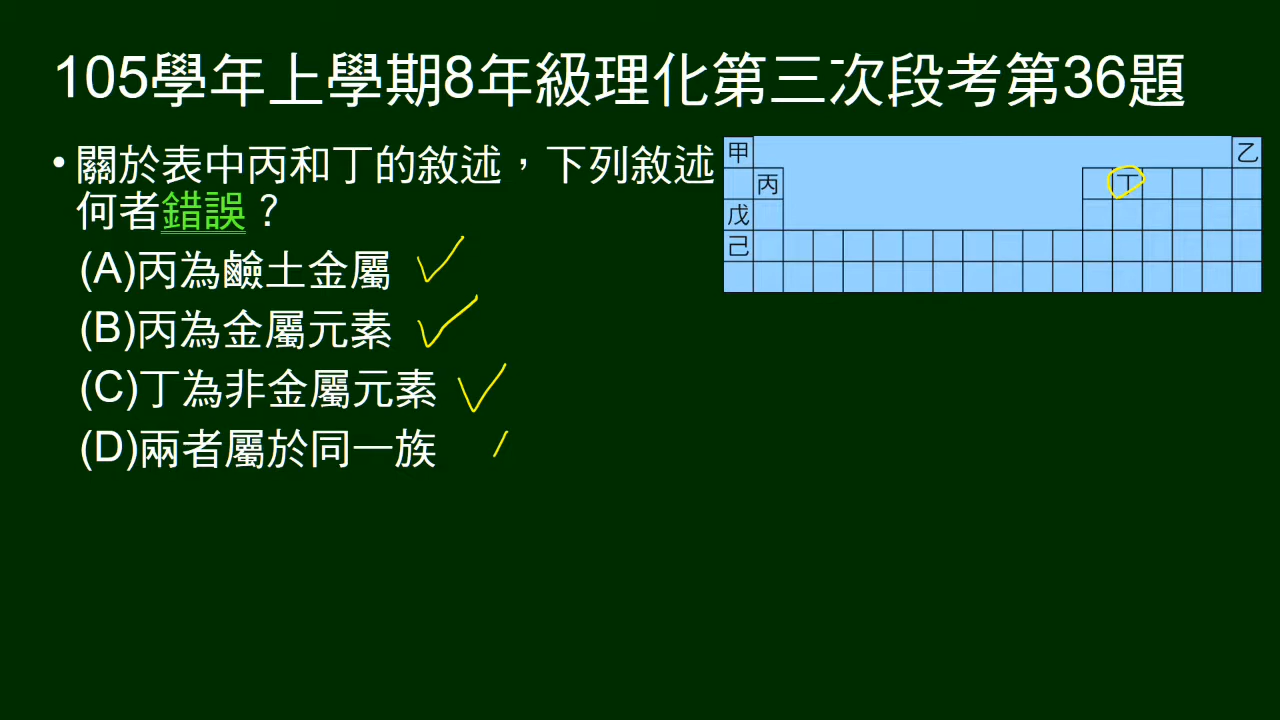 105學年上學期8年級理化第三次段考第36題
•關於表中丙和丁的敘述，下列敘述
何者錯誤？
(A)丙為鹼土金屬
(B)丙為金屬元素
(C)丁為非金屬元素
(D)兩者屬於同一族
甲 乙
丙 丁
戊
己